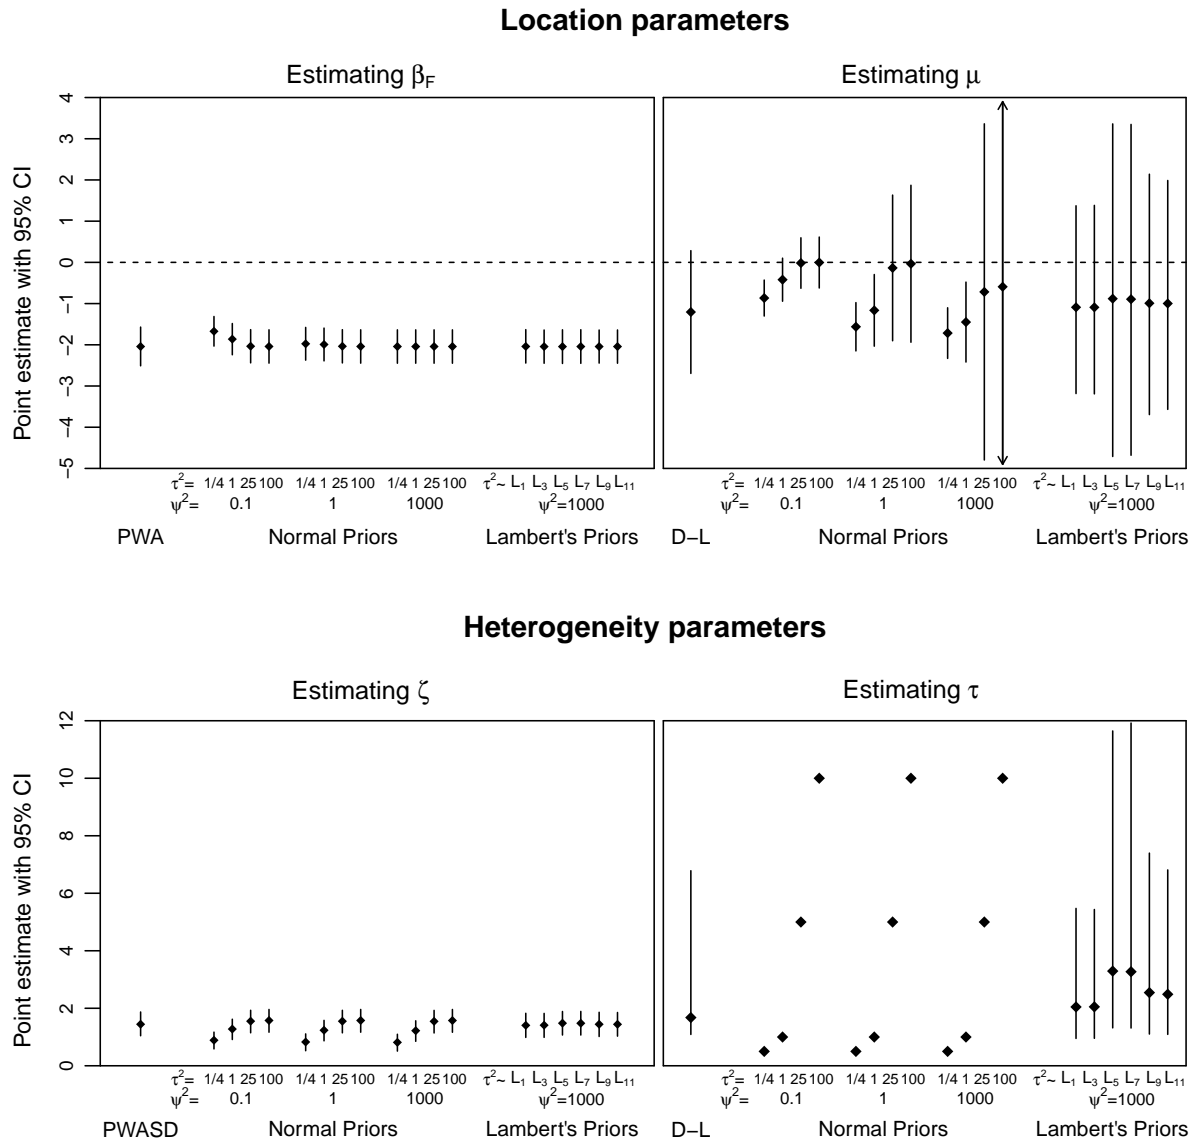 Location parameters
Estimating βF
Estimating μ
Point estimate with 95% CI
4
3
2
1
0
−1
−2
−3
−4
−5
τ²= 1/4 1 25 100 1/4 1 25 100 1/4 1 25 100 τ²~ L1 L3 L5 L7 L9 L11
ψ²= 0.1 1 1000 ψ²=1000
PWA Normal Priors Lambert's Priors
τ²= 1/4 1 25 100 1/4 1 25 100 1/4 1 25 100 τ²~ L1 L3 L5 L7 L9 L11
ψ²= 0.1 1 1000 ψ²=1000
D−L Normal Priors Lambert's Priors
Heterogeneity parameters
Estimating ζ
Estimating τ
Point estimate with 95% CI
12
10
8
6
4
2
0
τ²= 1/4 1 25 100 1/4 1 25 100 1/4 1 25 100 τ²~ L1 L3 L5 L7 L9 L11
ψ²= 0.1 1 1000 ψ²=1000
PWASD Normal Priors Lambert's Priors
τ²= 1/4 1 25 100 1/4 1 25 100 1/4 1 25 100 τ²~ L1 L3 L5 L7 L9 L11
ψ²= 0.1 1 1000 ψ²=1000
D−L Normal Priors Lambert's Priors